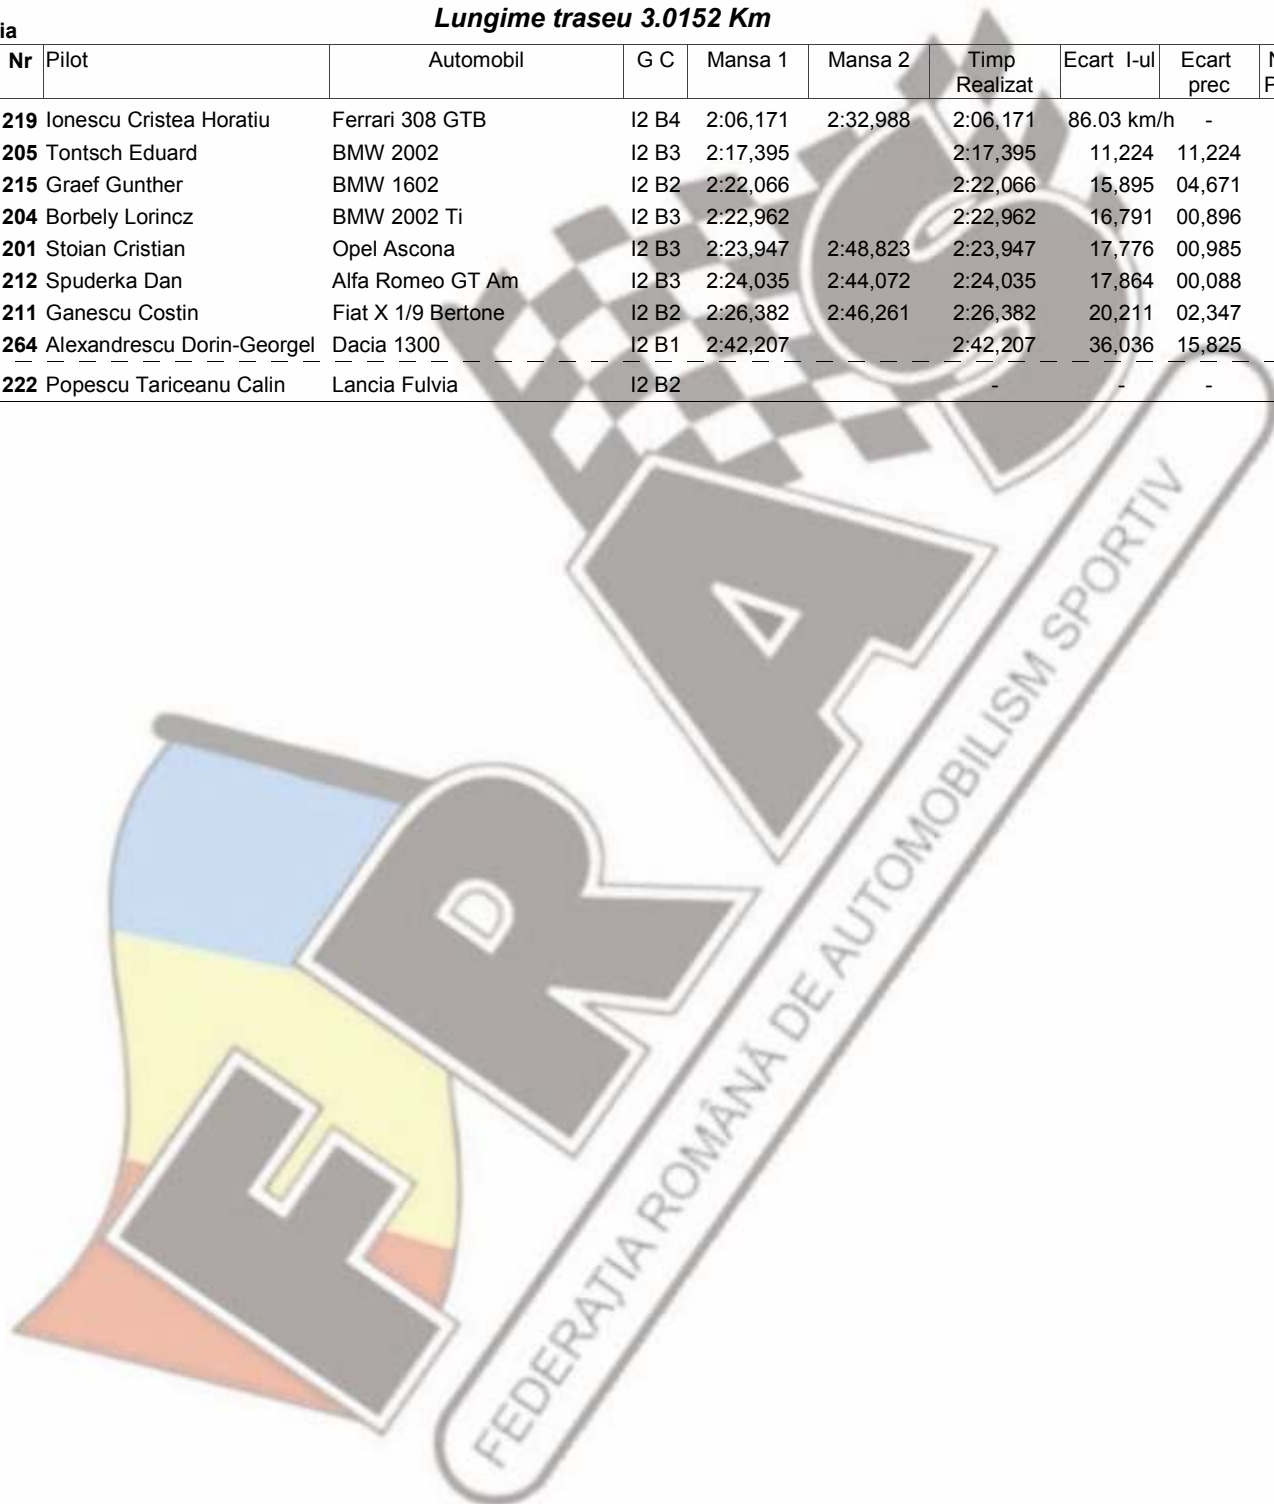 Lungime traseu 3.0152 Km
ia
Nr Pilot Automobil G C Mansa 1 Mansa 2 Timp Realizat Ecart I-ul Ecart prec
219 Ionescu Cristea Horatiu Ferrari 308 GTB I2 B4 2:06,171 2:32,988 2:06,171 86.03 km/h -
205 Tontsch Eduard BMW 2002 I2 B3 2:17,395 2:17,395 11,224 11,224
215 Graef Gunther BMW 1602 I2 B2 2:22,066 2:22,066 15,895 04,671
204 Borbely Lorincz BMW 2002 Ti I2 B3 2:22,962 2:22,962 16,791 00,896
201 Stoian Cristian Opel Ascona I2 B3 2:23,947 2:48,823 2:23,947 17,776 00,985
212 Spuderka Dan Alfa Romeo GT Am I2 B3 2:24,035 2:44,072 2:24,035 17,864 00,088
211 Ganescu Costin Fiat X 1/9 Bertone I2 B2 2:26,382 2:46,261 2:26,382 20,211 02,347
264 Alexandrescu Dorin-Georgel Dacia 1300 I2 B1 2:42,207 2:42,207 36,036 15,825
222 Popescu Tariceanu Calin Lancia Fulvia I2 B2 - - -
FRAS
FEDERAŢIA ROMÂNĂ DE AUTOMOBILISM SPORTIV